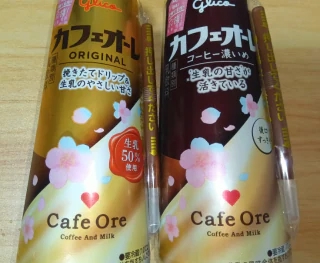 Glico
カフェオーレ
ORIGINAL
挽きたてドリップ&
生乳のやさしい甘さ
生乳
50%
使用
Cafe Ore
Coffee And Milk
Glico
カフェオーレ
コーヒー濃いめ
生乳の甘さが
活きている
Cafe Ore
Coffee And Milk